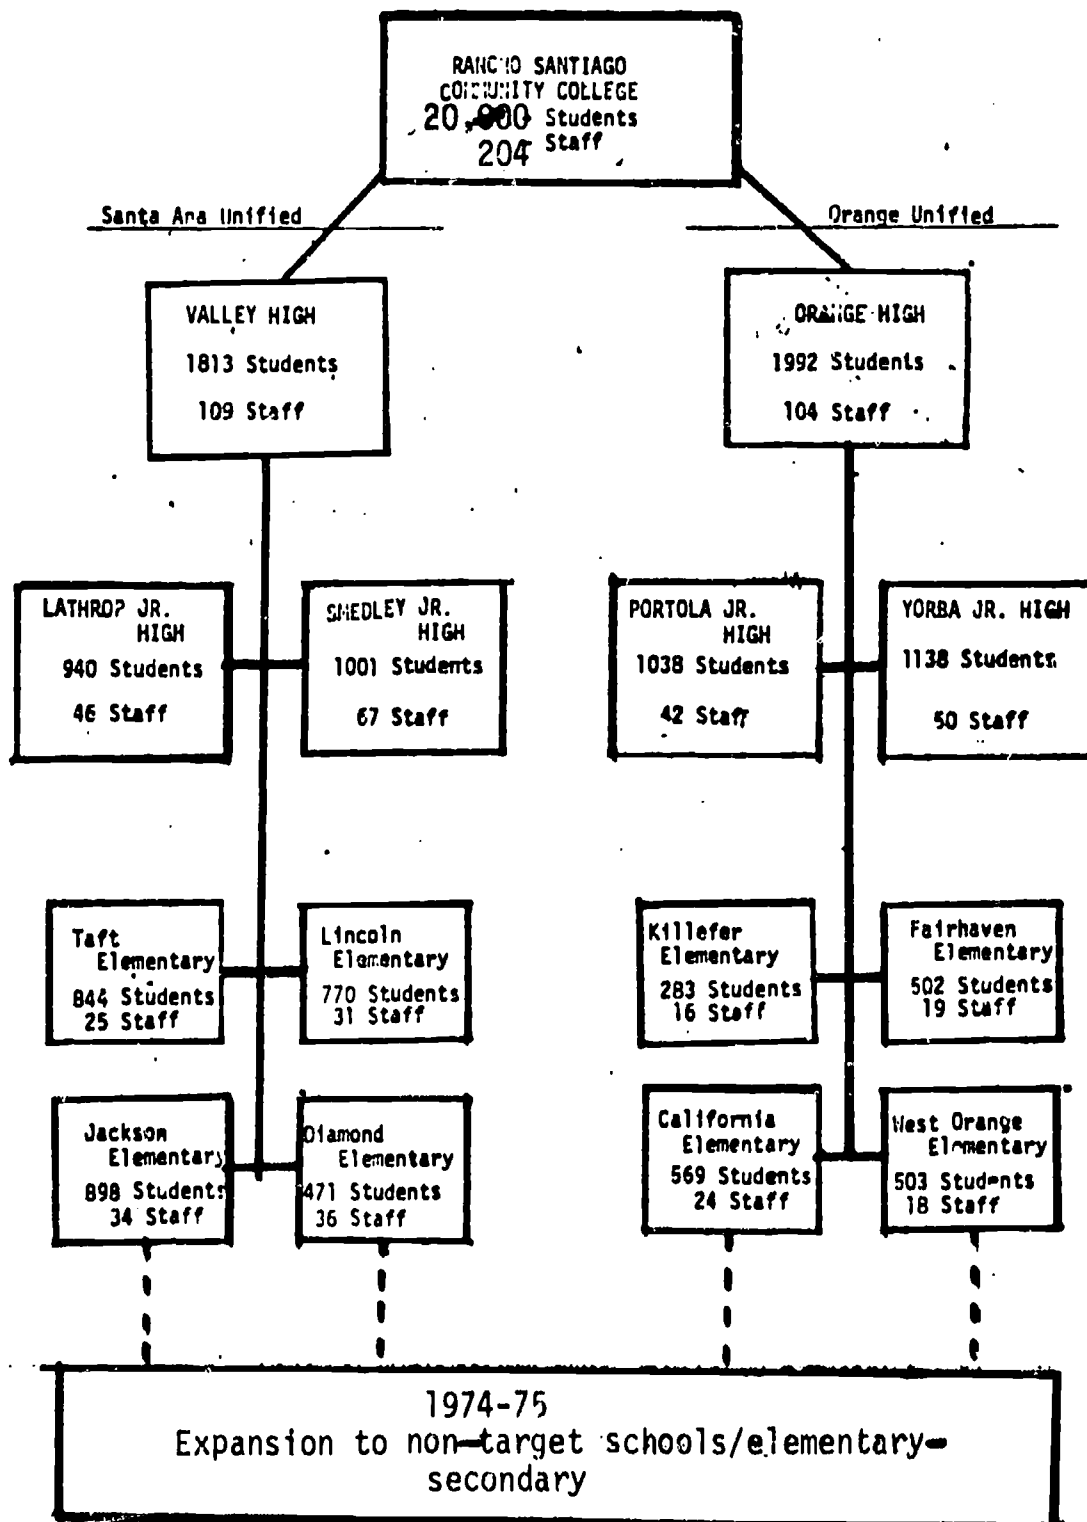 RANCHO SANTIAGO
COMMUNITY COLLEGE
20,000 Students
204 Staff
Santa Ana Unified
Orange Unified
VALLEY HIGH
1813 Students
109 Staff
ORANGE HIGH
1992 Students
104 Staff
LATHROP JR.
HIGH
940 Students
46 Staff
SMEDLEY JR.
HIGH
1001 Students
67 Staff
PORTOLA JR.
HIGH
1038 Students
42 Staff
YORBA JR. HIGH
1138 Students
50 Staff
Taft
Elementary
844 Students
25 Staff
Lincoln
Elementary
770 Students
31 Staff
Killefer
Elementary
283 Students
16 Staff
Fairhaven
Elementary
502 Students
19 Staff
Jackson
Elementary
898 Students
34 Staff
Diamond
Elementary
471 Students
36 Staff
California
Elementary
569 Students
24 Staff
West Orange
Elementary
503 Students
18 Staff
1974-75
Expansion to non-target schools/elementary-
secondary